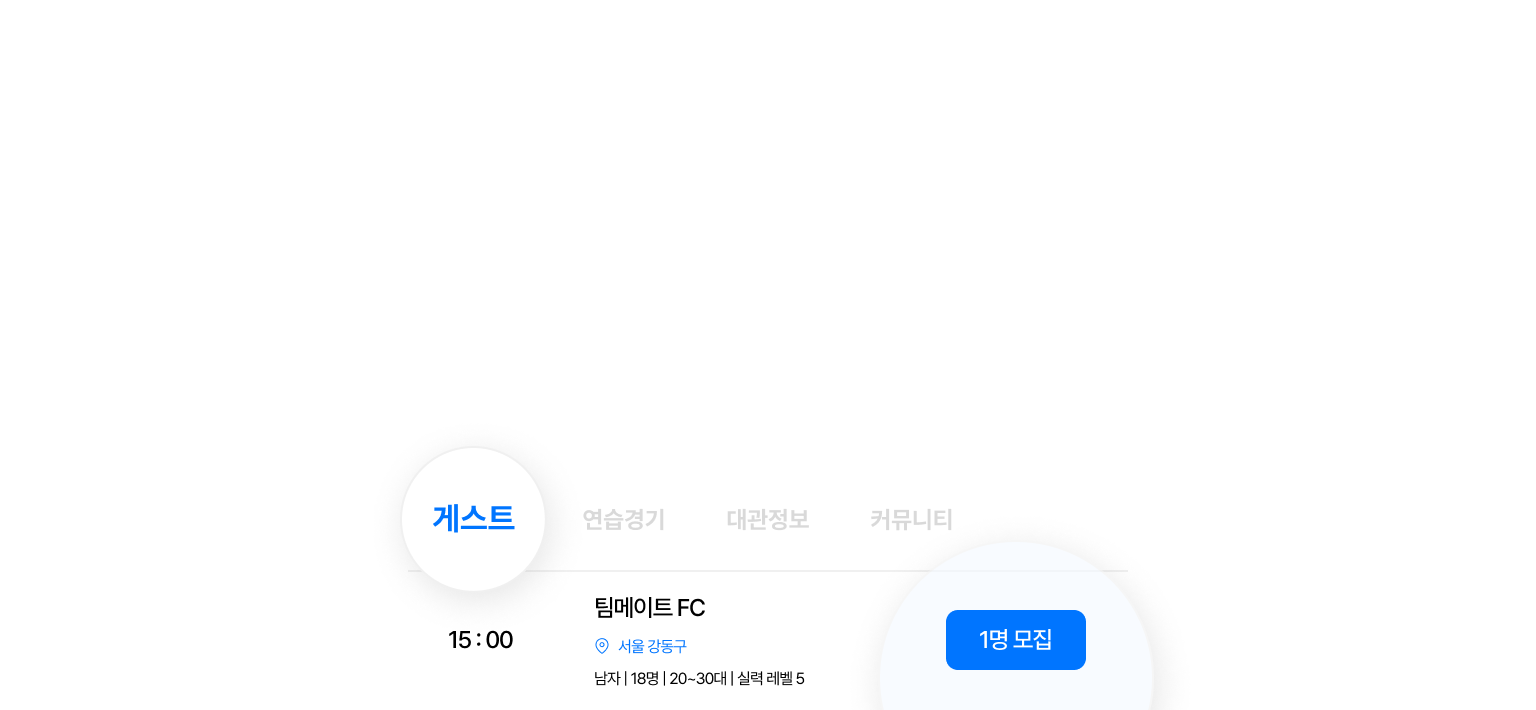 게스트 연습경기 대관정보 커뮤니티
팀메이트 FC
15 : 00
서울 강동구
1명 모집
남자 | 18명 | 20~30대 | 실력 레벨 5